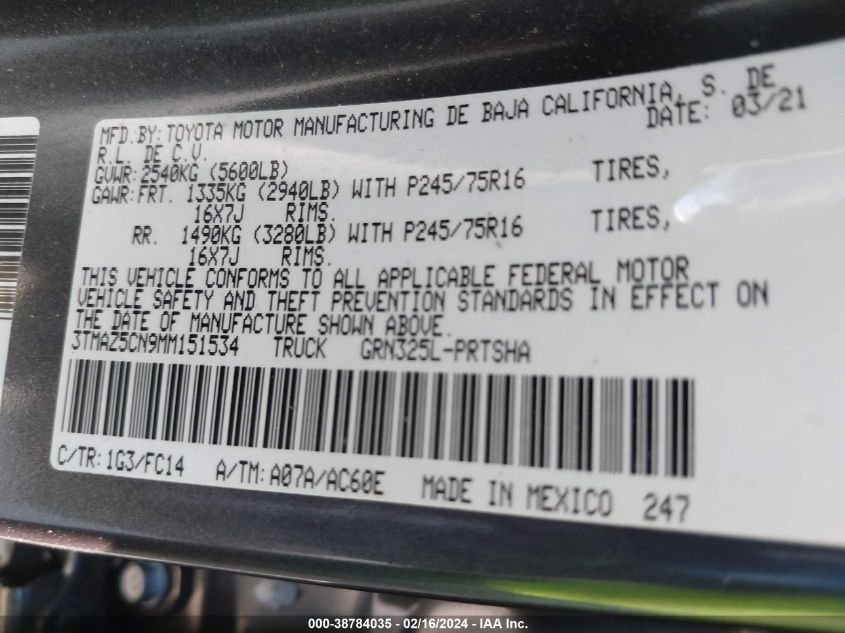 MFD.BY: TOYOTA MOTOR MANUFACTURING DE BAJA CALIFORNIA, S. DE
R.L. DE C.V. DATE: 03/21
GVWR: 2540KG (5600LB)
GAWR: FRT. 1335KG (2940LB) WITH P245/75R16 TIRES,
16X7J RIMS.
RR. 1490KG (3280LB) WITH P245/75R16 TIRES,
16X7J RIMS.
THIS VEHICLE CONFORMS TO ALL APPLICABLE FEDERAL MOTOR
VEHICLE SAFETY AND THEFT PREVENTION STANDARDS IN EFFECT ON
THE DATE OF MANUFACTURE SHOWN ABOVE.
3TMAZ5CN9MM151534 TRUCK GRN325L-PRTSHA
C/TR: 1G3/FC14 A/TM: A07A/AC60E MADE IN MEXICO 247
000-38784035 - 02/16/2024 - IAA, Inc.